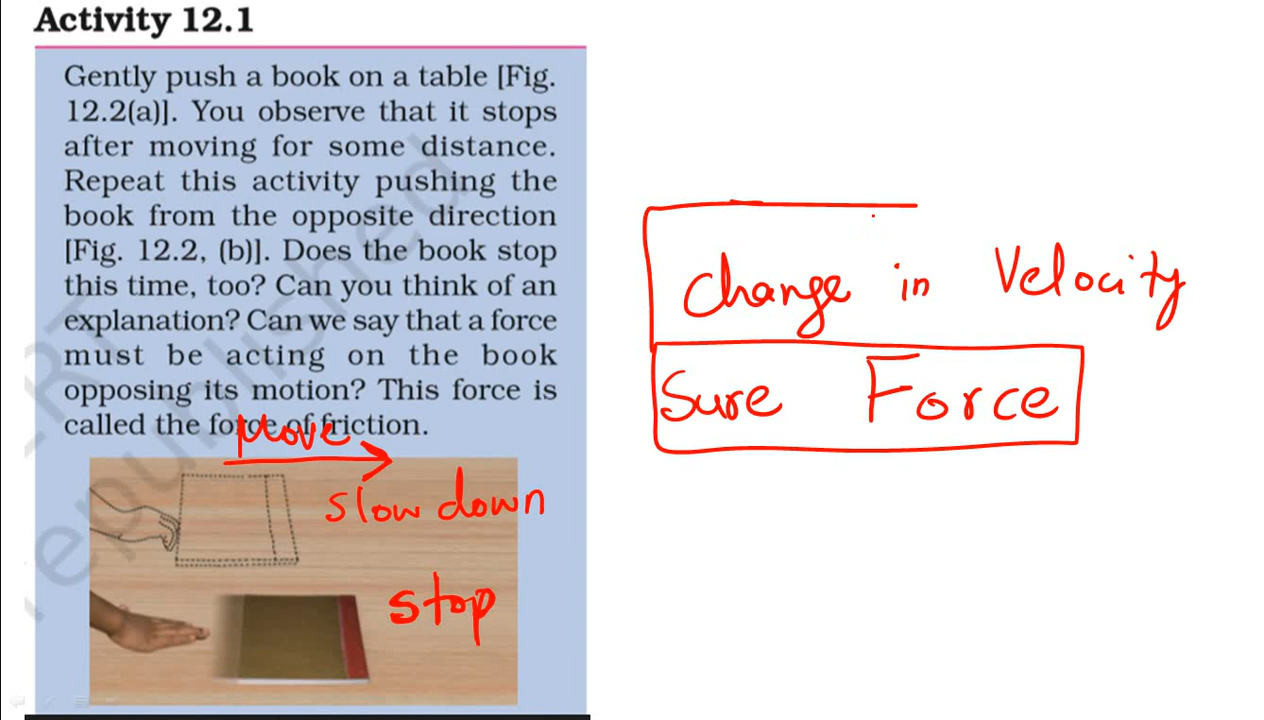 Activity 12.1
Gently push a book on a table [Fig.
12.2(a)]. You observe that it stops
after moving for some distance.
Repeat this activity pushing the
book from the opposite direction
[Fig. 12.2, (b)]. Does the book stop
this time, too? Can you think of an
explanation? Can we say that a force
must be acting on the book
opposing its motion? This force is
called the force of friction.
Move
slow down
stop
change in Velocity
Sure Force
republished